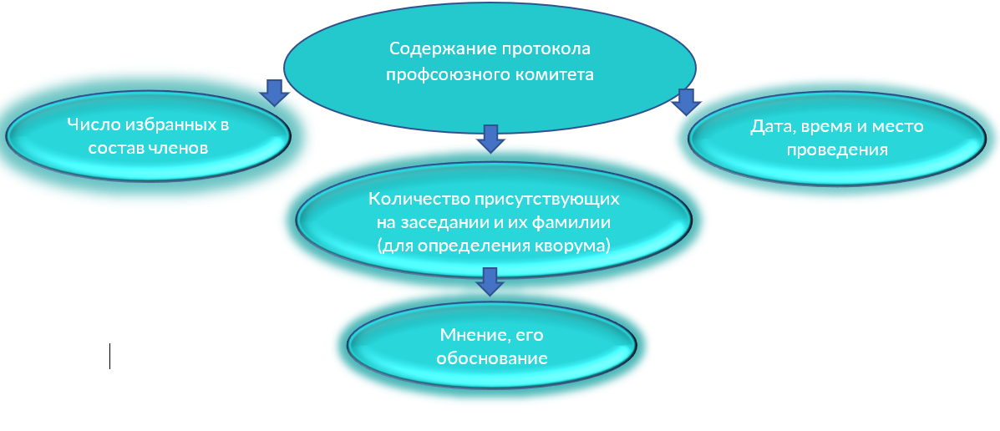 Содержание протокола
профсоюзного комитета
Число избранных в
состав членов
Дата, время и место
проведения
Количество присутствующих
на заседании и их фамилии
(для определения кворума)
Мнение, его
обоснование